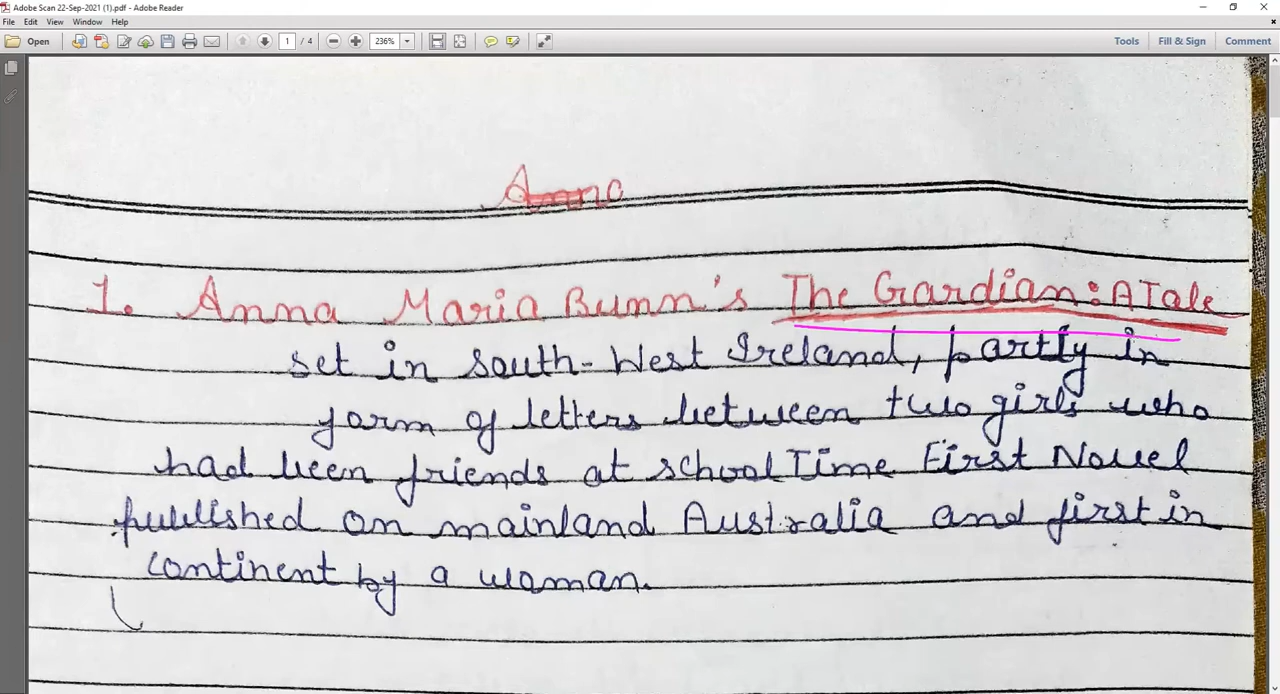 Adobe Scan 22-Sep-2021 (1).pdf - Adobe Reader
File Edit View Window Help
Open 1 / 4 236% Tools Fill & Sign Comment
Anna
1. Anna Maria Bunn's The Gardian: A Tale
set in south-West Ireland, partly in
form of letters between two girls who
had been friends at school Time First Novel
published on mainland Australia and first in
continent by a woman.